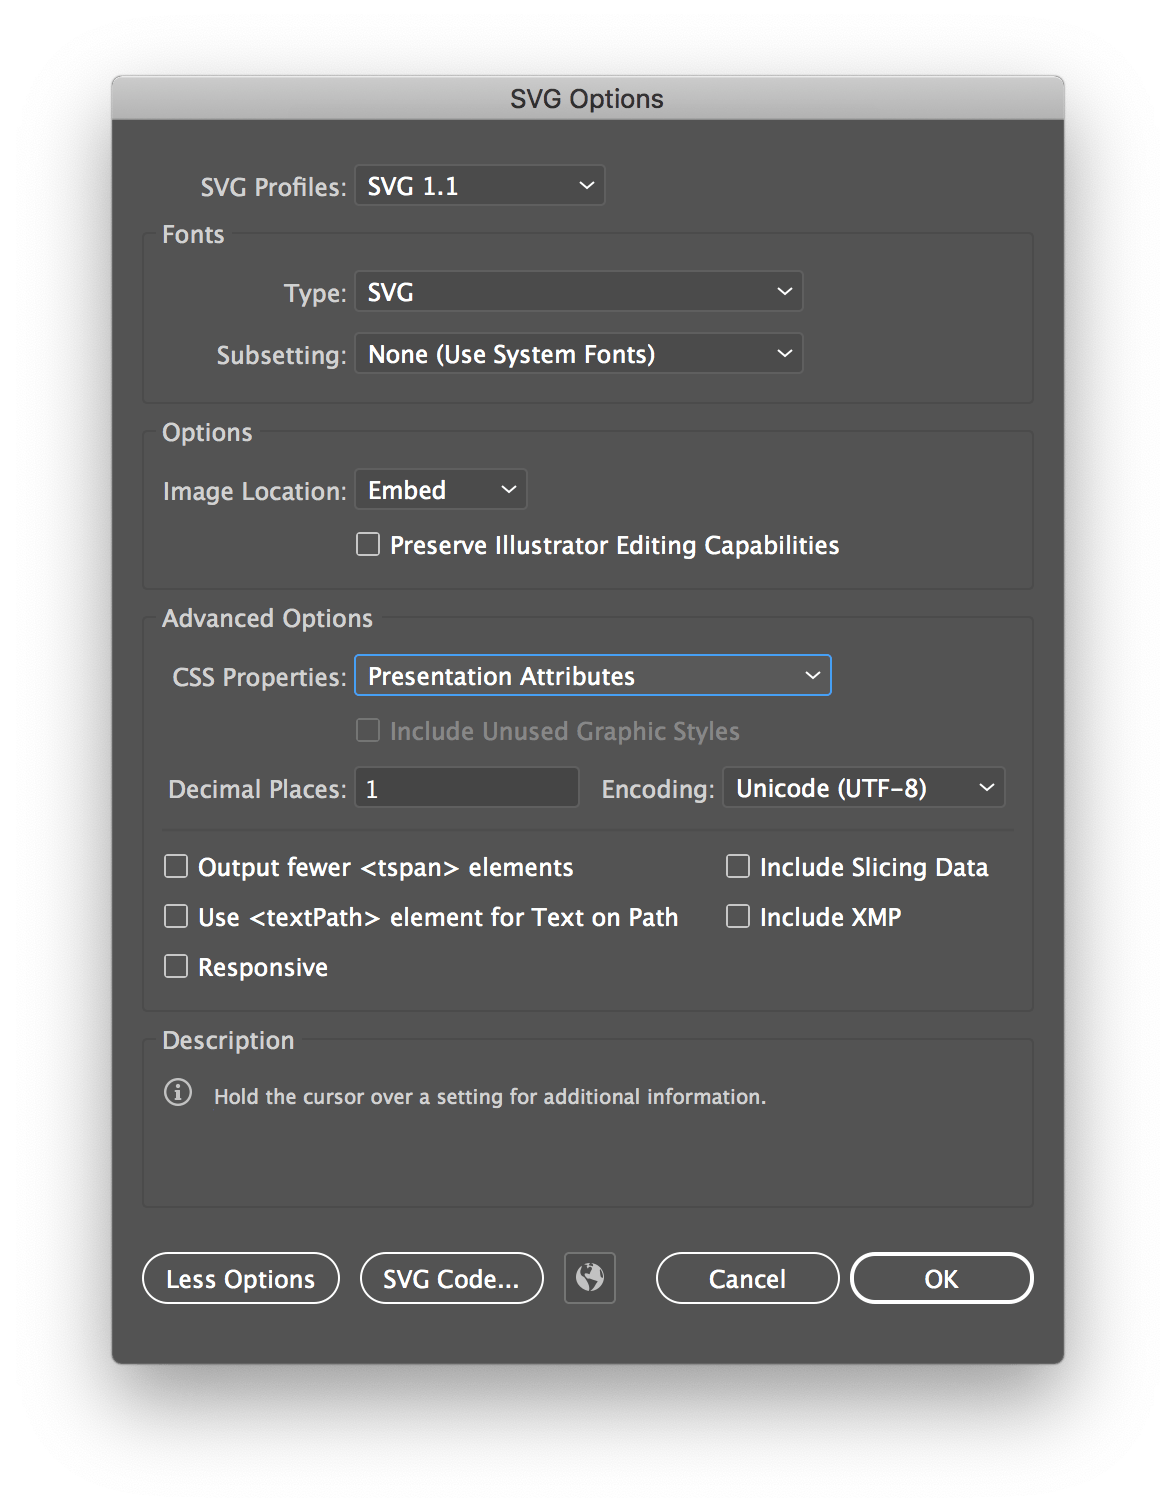 SVG Options
SVG Profiles: SVG 1.1
Fonts
Type: SVG
Subsetting: None (Use System Fonts)
Options
Image Location: Embed
Preserve Illustrator Editing Capabilities
Advanced Options
CSS Properties: Presentation Attributes
Include Unused Graphic Styles
Decimal Places: 1 Encoding: Unicode (UTF-8)
Output fewer <tspan> elements Include Slicing Data
Use <textPath> element for Text on Path Include XMP
Responsive
Description
Hold the cursor over a setting for additional information.
Less Options SVG Code... Cancel OK